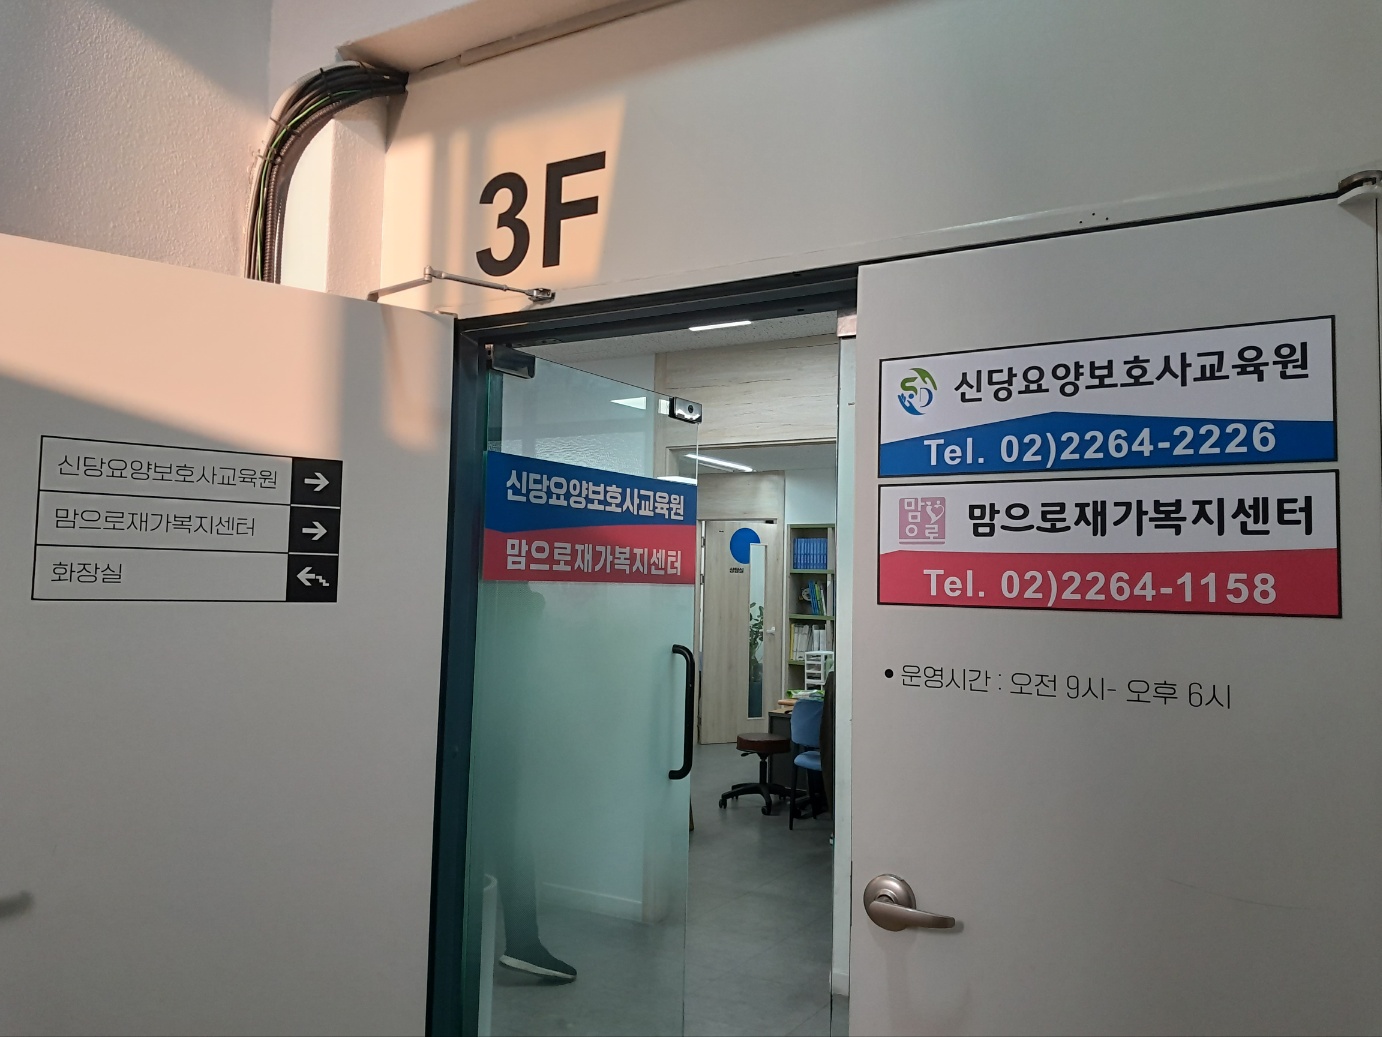 3F
신당요양보호사교육원
맘으로재가복지센터
화장실
신당요양보호사교육원
맘으로재가복지센터
신당요양보호사교육원
Tel. 02)2264-2226
맘으로
맘으로재가복지센터
Tel. 02)2264-1158
• 운영시간 : 오전 9시- 오후 6시